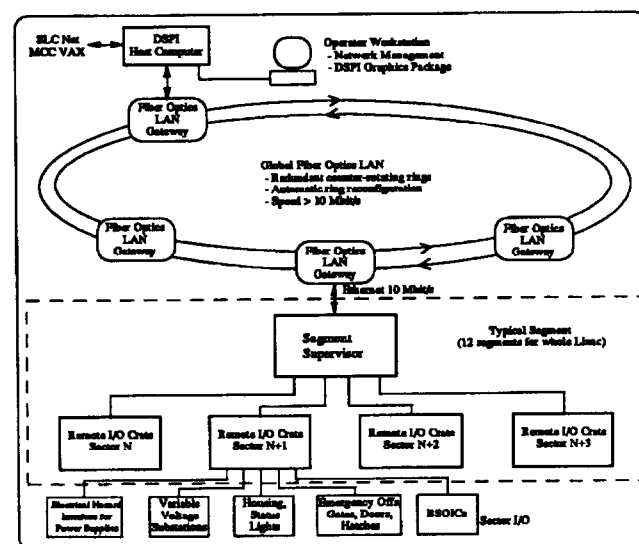 SLC Net
MCC VAX
DSPI
Host Computer
Operator Workstation
- Network Management
- DSPI Graphics Package
Fiber Optics
LAN
Gateway
Global Fiber Optics LAN
- Redundant counter-rotating rings
- Automatic ring reconfiguration
- Speed > 10 Mbit/s
Fiber Optics
LAN
Gateway
Fiber Optics
LAN
Gateway
Fiber Optics
LAN
Gateway
Ethernet 10 Mbit/s
Segment
Supervisor
Typical Segment
(12 segments for whole Linac)
Remote I/O Crate
Sector N
Remote I/O Crate
Sector N+1
Remote I/O Crate
Sector N+2
Remote I/O Crate
Sector N+3
Electrical Hazard
Interlock for
Power Supplies
Variable
Voltage
Substations
Housing,
Status
Lights
Emergency Offs,
Gates, Doors,
Hatches
BSOICs
Sector I/O